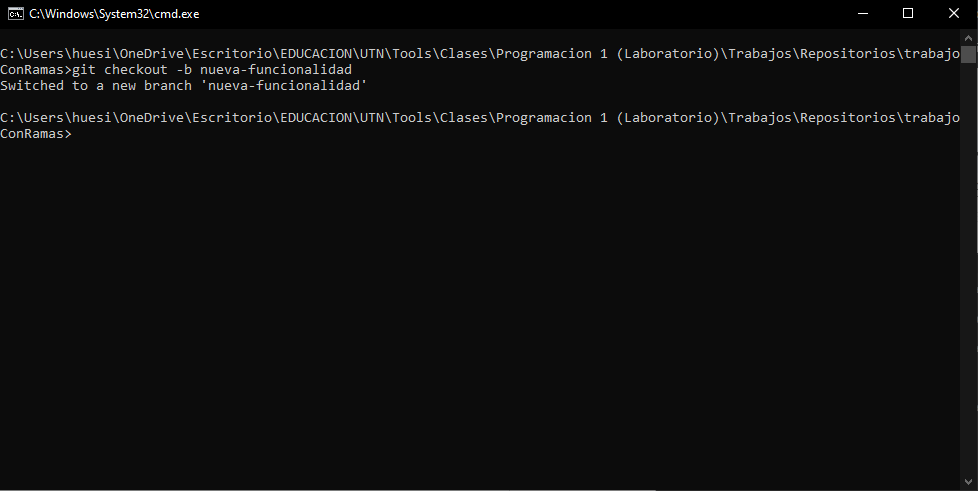 C:\Windows\System32\cmd.exe
C:\Users\huesi\OneDrive\Escritorio\EDUCACION\UTN\Tools\Clases\Programacion 1 (Laboratorio)\Trabajos\Repositorios\trabajo
ConRamas>git checkout -b nueva-funcionalidad
Switched to a new branch 'nueva-funcionalidad'
C:\Users\huesi\OneDrive\Escritorio\EDUCACION\UTN\Tools\Clases\Programacion 1 (Laboratorio)\Trabajos\Repositorios\trabajo
ConRamas>